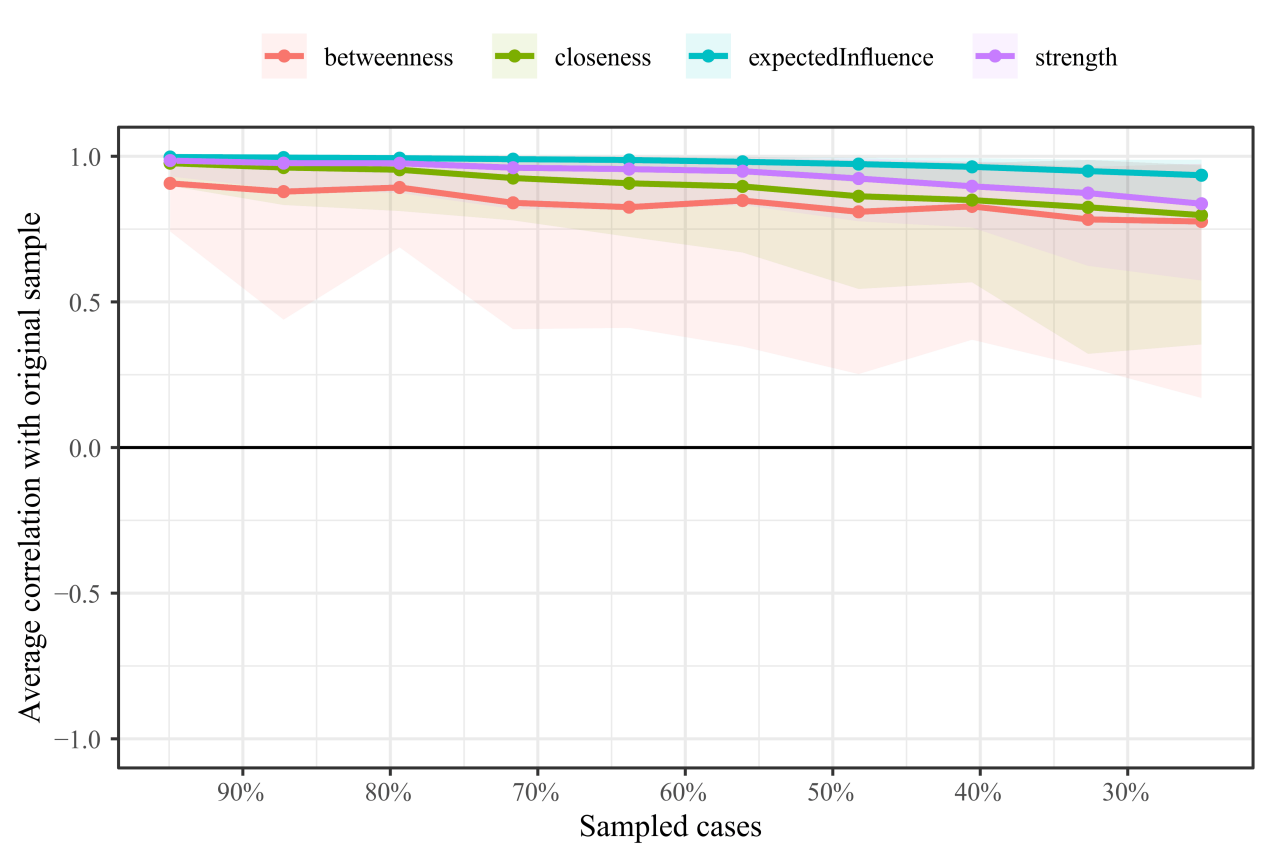 betweenness closeness expectedInfluence strength
Average correlation with original sample
1.0
0.5
0.0
−0.5
−1.0
90% 80% 70% 60% 50% 40% 30%
Sampled cases